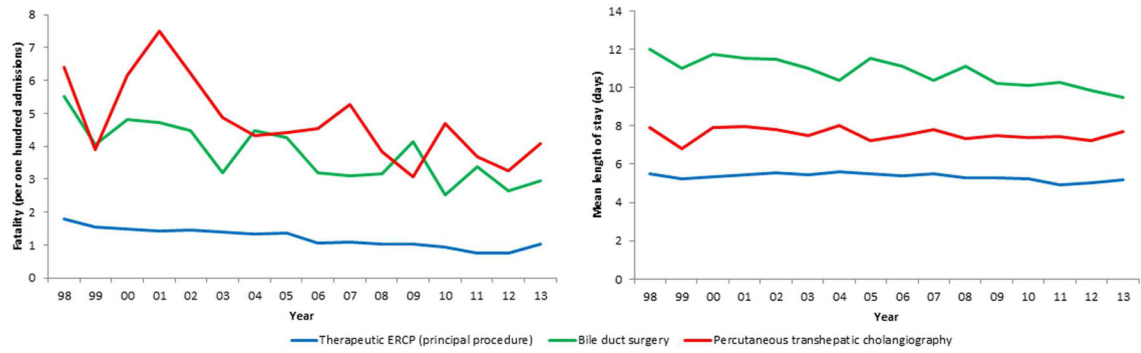 Fatality (per one hundred admissions)
8
7
6
5
4
3
2
1
0
98 99 00 01 02 03 04 05 06 07 08 09 10 11 12 13
Year
Mean length of stay (days)
14
12
10
8
6
4
2
0
98 99 00 01 02 03 04 05 06 07 08 09 10 11 12 13
Year
Therapeutic ERCP (principal procedure) Bile duct surgery Percutaneous transhepatic cholangiography